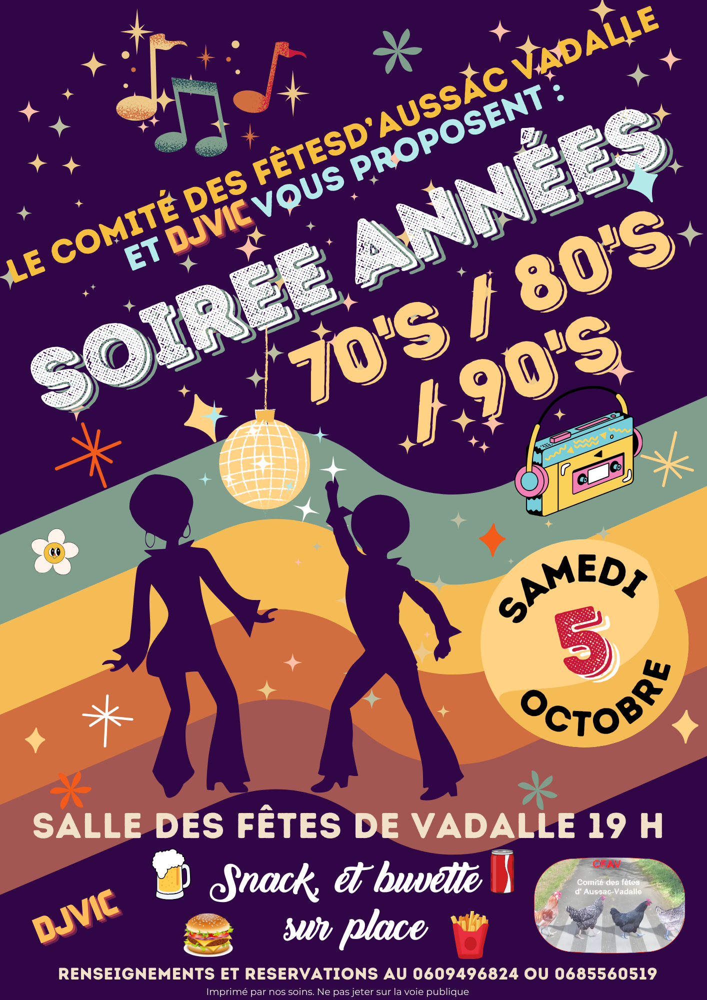 LE COMITÉ DES FÊTESD'AUSSAC VADALLE
ET DJVIC VOUS PROPOSENT :
SOIREE ANNÉES
70'S / 80'S
/ 90'S
SAMEDI
5
OCTOBRE
SALLE DES FÊTES DE VADALLE 19 H
Snack et buvette
sur place
DJVIC
CFAV
Comité des fêtes
d' Aussac-Vadalle
RENSEIGNEMENTS ET RESERVATIONS AU 0609496824 OU 0685560519
Imprimé par nos soins. Ne pas jeter sur la voie publique